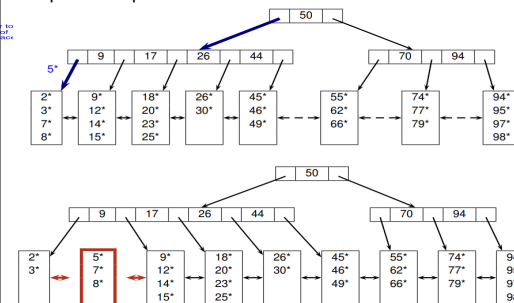 50
r to
of
ace
9 17 26 44
70 94
5*
2* 9* 18* 26* 45* 55* 74* 94*
3* 12* 20* 30* 46* 62* 77* 95*
7* 14* 23* 49* 66* 79* 97*
8* 15* 25* 98*
50
9 17 26 44
70 94
2* 5* 9* 18* 26* 45* 55* 74*
3* 7* 12* 20* 30* 46* 62* 77*
8* 14* 23* 49* 66* 79*
15* 25*